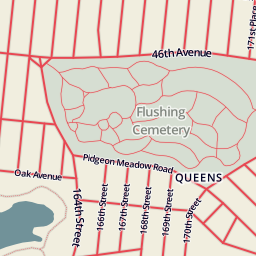 46th Avenue
171st Place
Flushing
Cemetery
Pidgeon Meadow Road
Oak Avenue
QUEENS
164th Street
166th Street
167th Street
168th Street
169th Street
170th Street